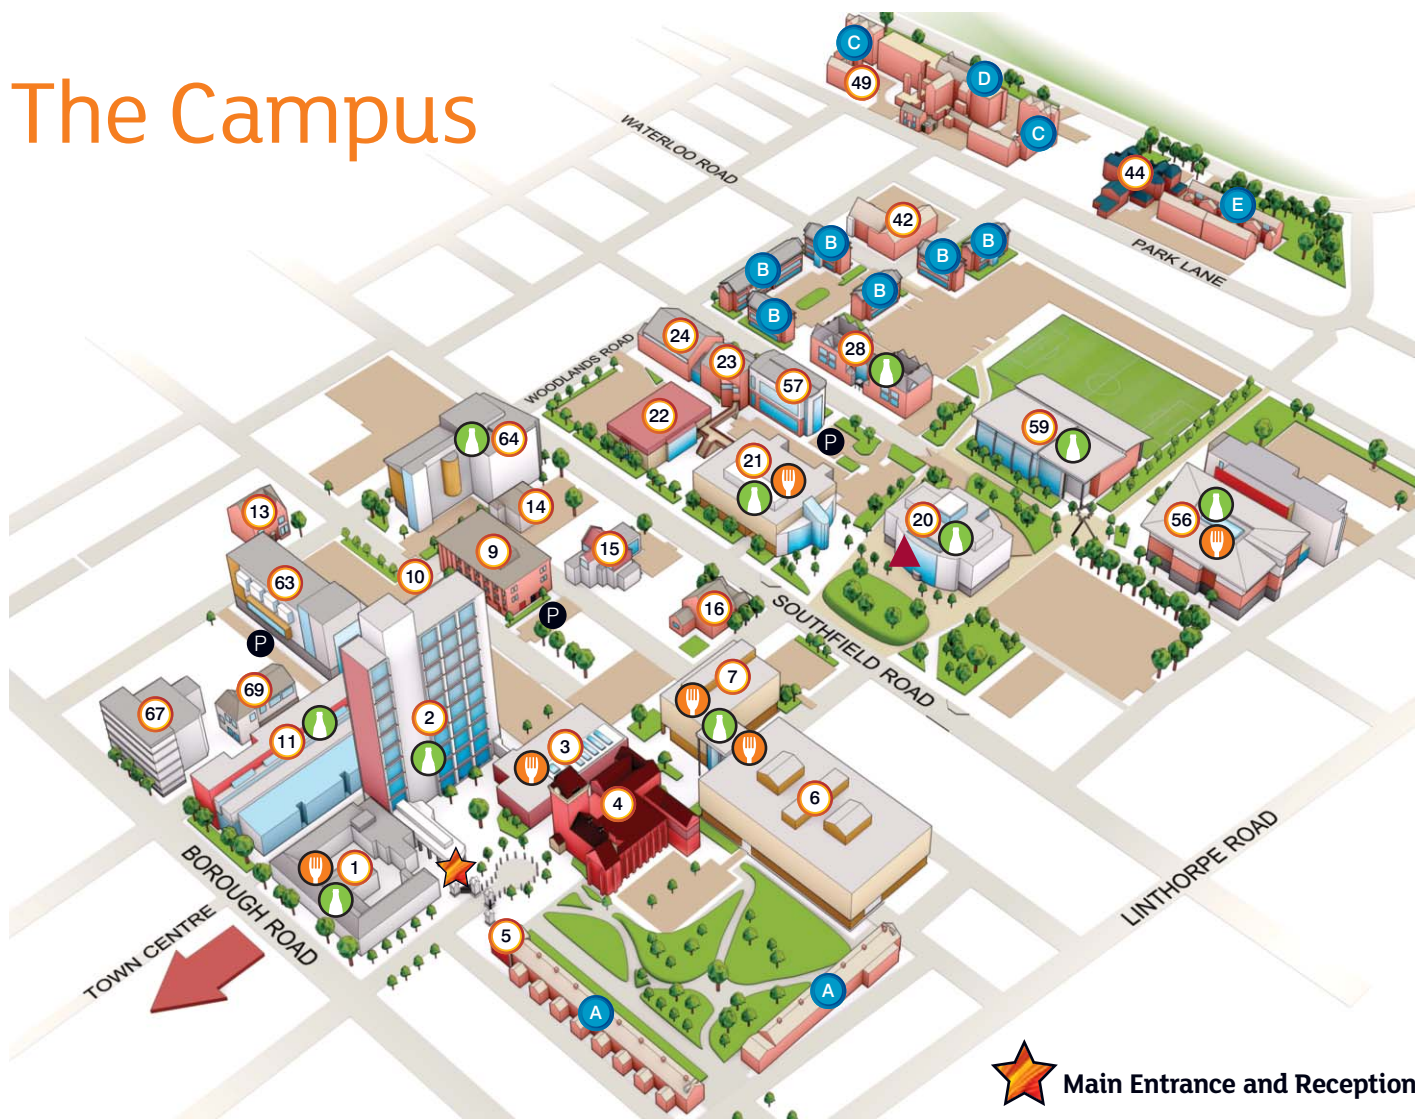 The Campus
C
49
D
C
WATERLOO ROAD
44
E
42
B
B
B
B
B
B
PARK LANE
24
23
28
57
WOODLANDS ROAD
22
64
59
P
21
13
14
20
56
9
15
10
63
16
P
P
SOUTHFIELD ROAD
7
69
67
2
11
3
4
6
1
BOROUGH ROAD
LINTHORPE ROAD
TOWN CENTRE
5
A
A
Main Entrance and Reception